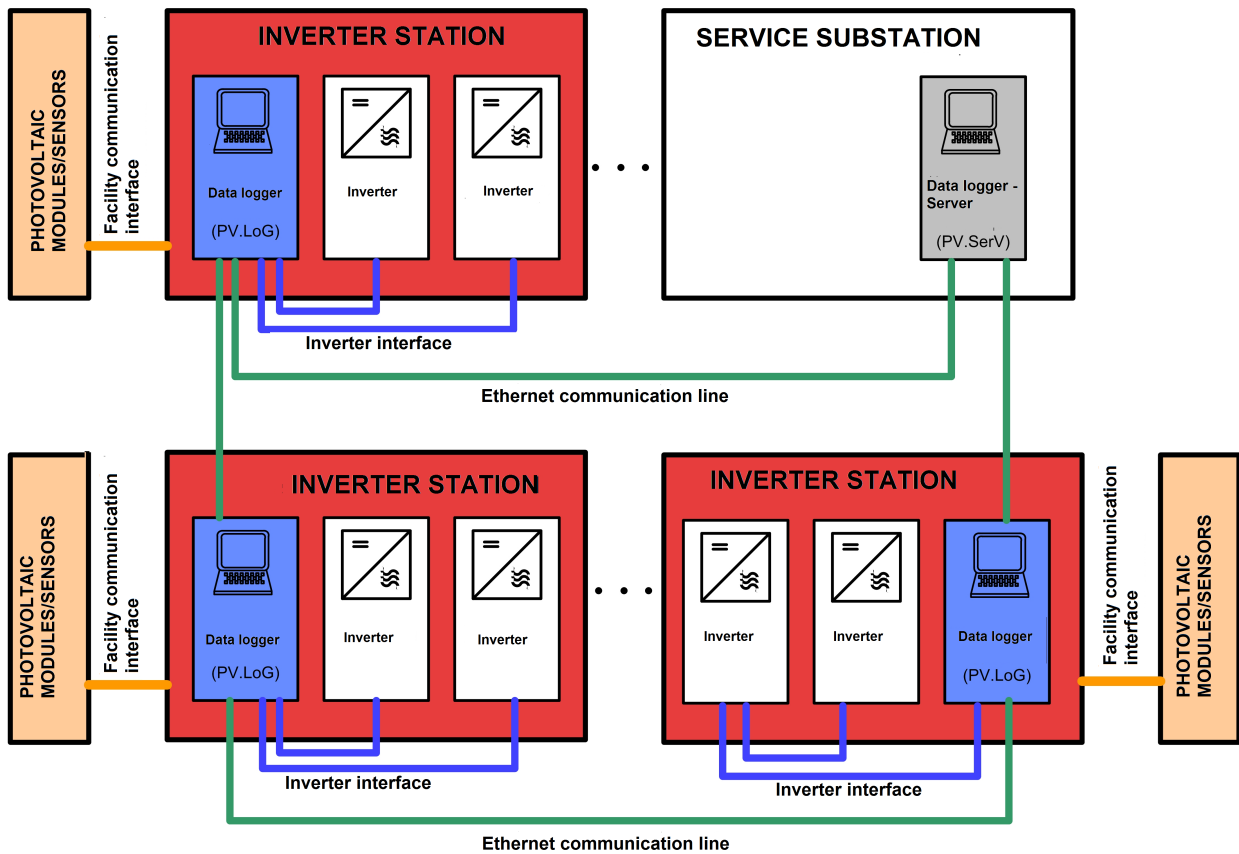 INVERTER STATION
SERVICE SUBSTATION
PHOTOVOLTAIC
MODULES/SENSORS
Facility communication
interface
Data logger
(PV.LoG)
Inverter
Inverter
. . .
Data logger -
Server
(PV.SerV)
Inverter interface
Ethernet communication line
PHOTOVOLTAIC
MODULES/SENSORS
Facility communication
interface
INVERTER STATION
Data logger
(PV.LoG)
Inverter
Inverter
. . .
INVERTER STATION
Inverter
Inverter
Data logger
(PV.LoG)
Facility communication
interface
PHOTOVOLTAIC
MODULES/SENSORS
Inverter interface
Inverter interface
Ethernet communication line